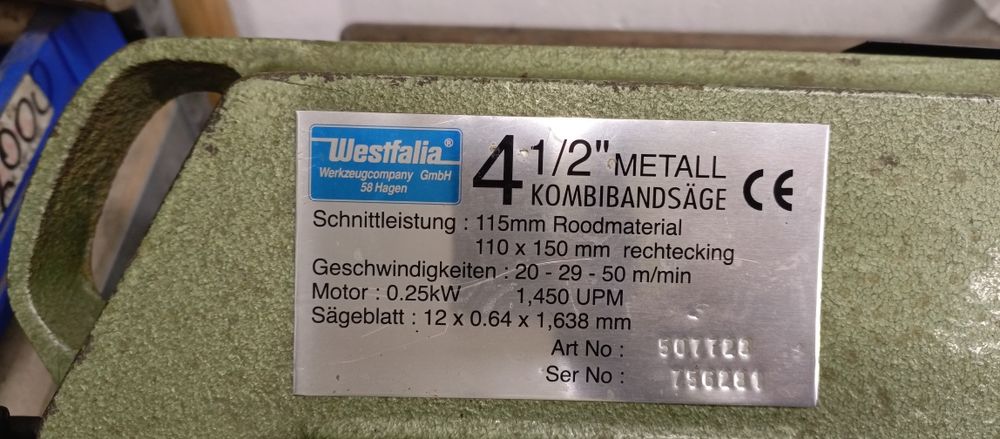 Westfalia®
Werkzeugcompany GmbH
58 Hagen
4 1/2" METALL
KOMBIBANDSÄGE CE
Schnittleistung : 115mm Roodmaterial
110 x 150 mm rechtecking
Geschwindigkeiten : 20 - 29 - 50 m/min
Motor : 0.25kW 1,450 UPM
Sägeblatt : 12 x 0.64 x 1,638 mm
Art No : 507728
Ser No :